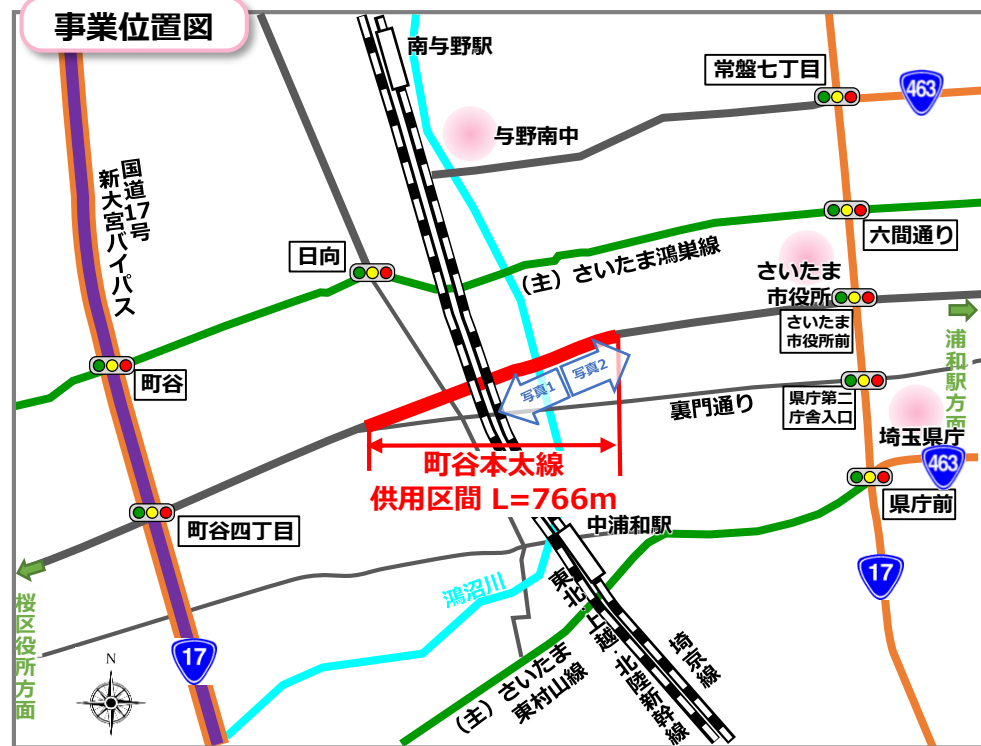 事業位置図
南与野駅
常盤七丁目
463
与野南中
国道17号
新大宮バイパス
日向
六間通り
(主)さいたま鴻巣線
さいたま
市役所
さいたま
市役所前
浦和駅方面
町谷
写真1
写真2
裏門通り
県庁第二
庁舎入口
埼玉県庁
463
町谷本太線
供用区間 L=766m
町谷四丁目
中浦和駅
県庁前
17
鴻沼川
桜区役所方面
東北・上越・北陸新幹線
埼京線
17
N
(主)さいたま
東村山線